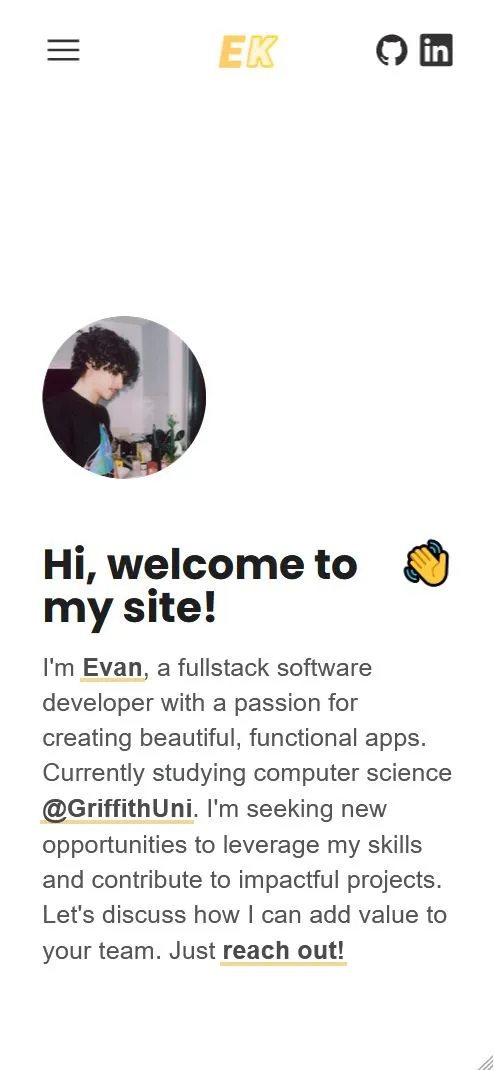 EK
in
Hi, welcome to
my site!
I'm Evan, a fullstack software
developer with a passion for
creating beautiful, functional apps.
Currently studying computer science
@GriffithUni. I'm seeking new
opportunities to leverage my skills
and contribute to impactful projects.
Let's discuss how I can add value to
your team. Just reach out!